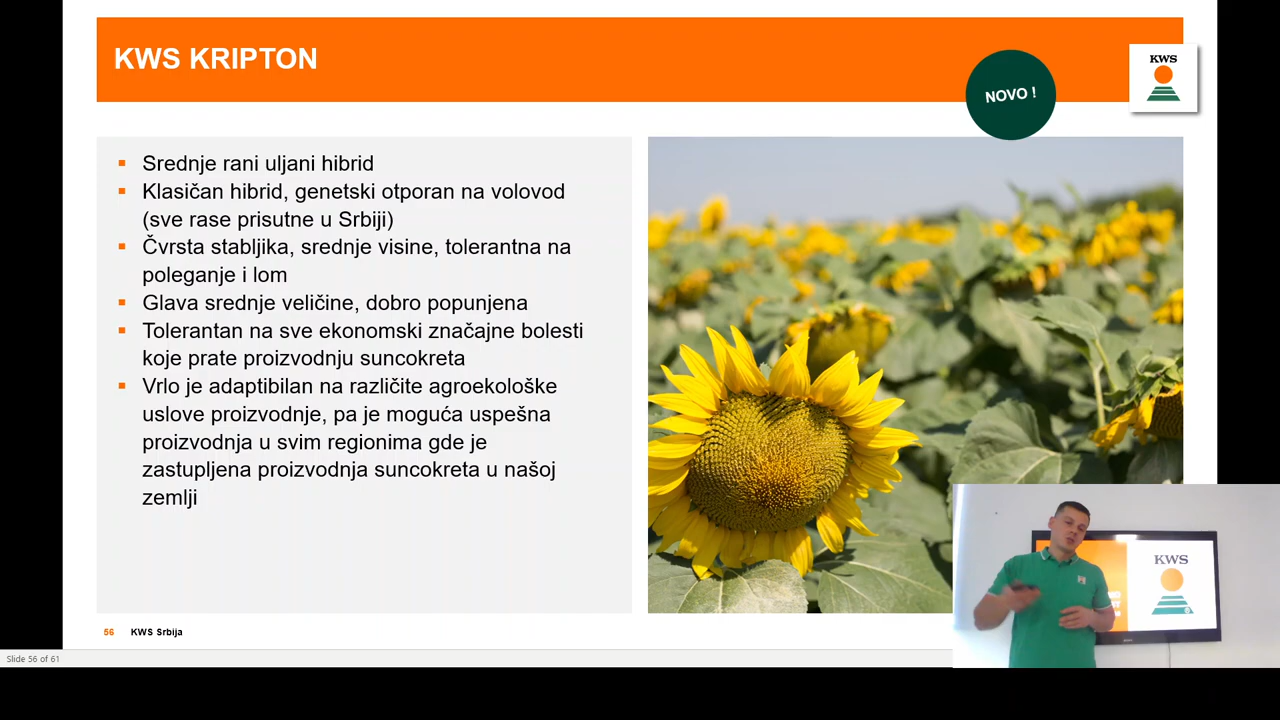 KWS KRIPTON
NOVO !
KWS
Srednje rani uljani hibrid
Klasičan hibrid, genetski otporan na volovod
(sve rase prisutne u Srbiji)
Čvrsta stabljika, srednje visine, tolerantna na
poleganje i lom
Glava srednje veličine, dobro popunjena
Tolerantan na sve ekonomski značajne bolesti
koje prate proizvodnju suncokreta
Vrlo je adaptibilan na različite agroekološke
uslove proizvodnje, pa je moguća uspešna
proizvodnja u svim regionima gde je
zastupljena proizvodnja suncokreta u našoj
zemlji
KWS
56 KWS Srbija
Slide 56 of 61